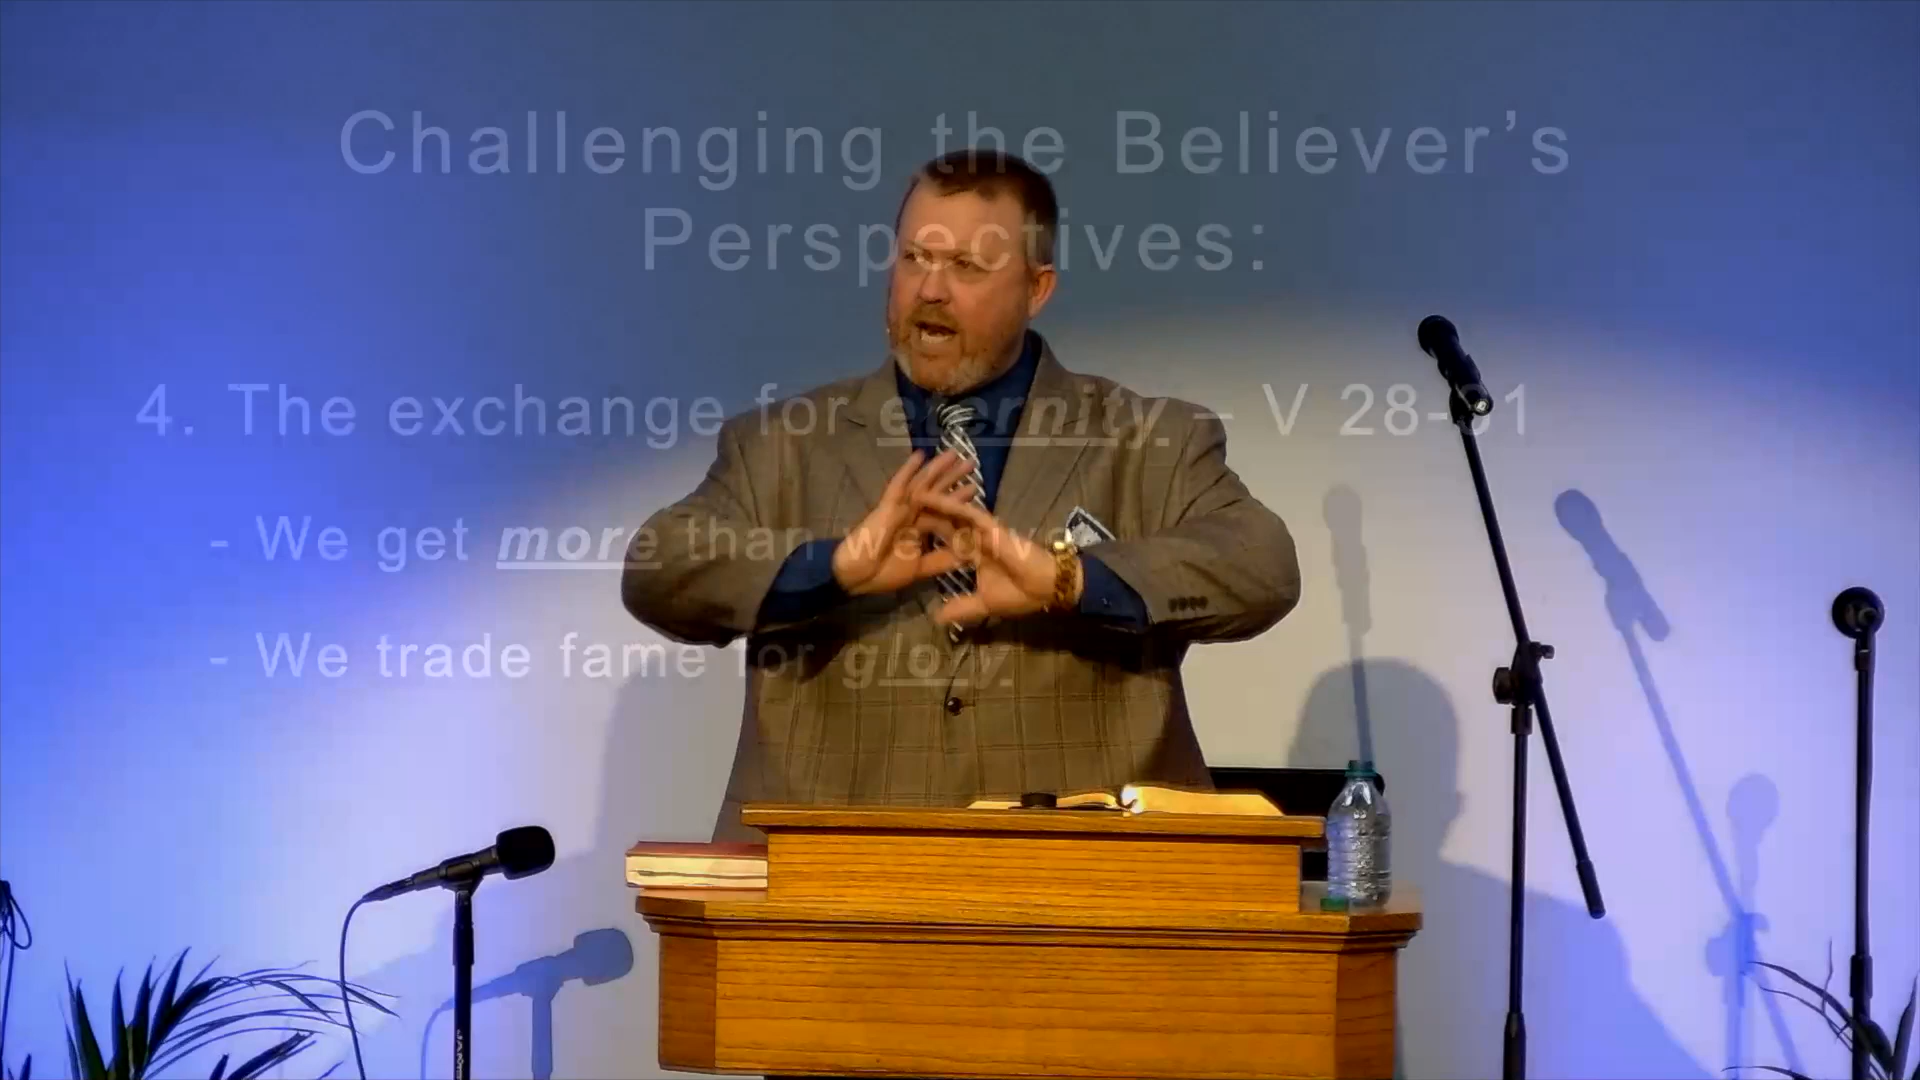 Challenging the Believer’s
Perspectives:
4. The exchange for eternity. – V 28-31
- We get more than we give
- We trade fame for glory.